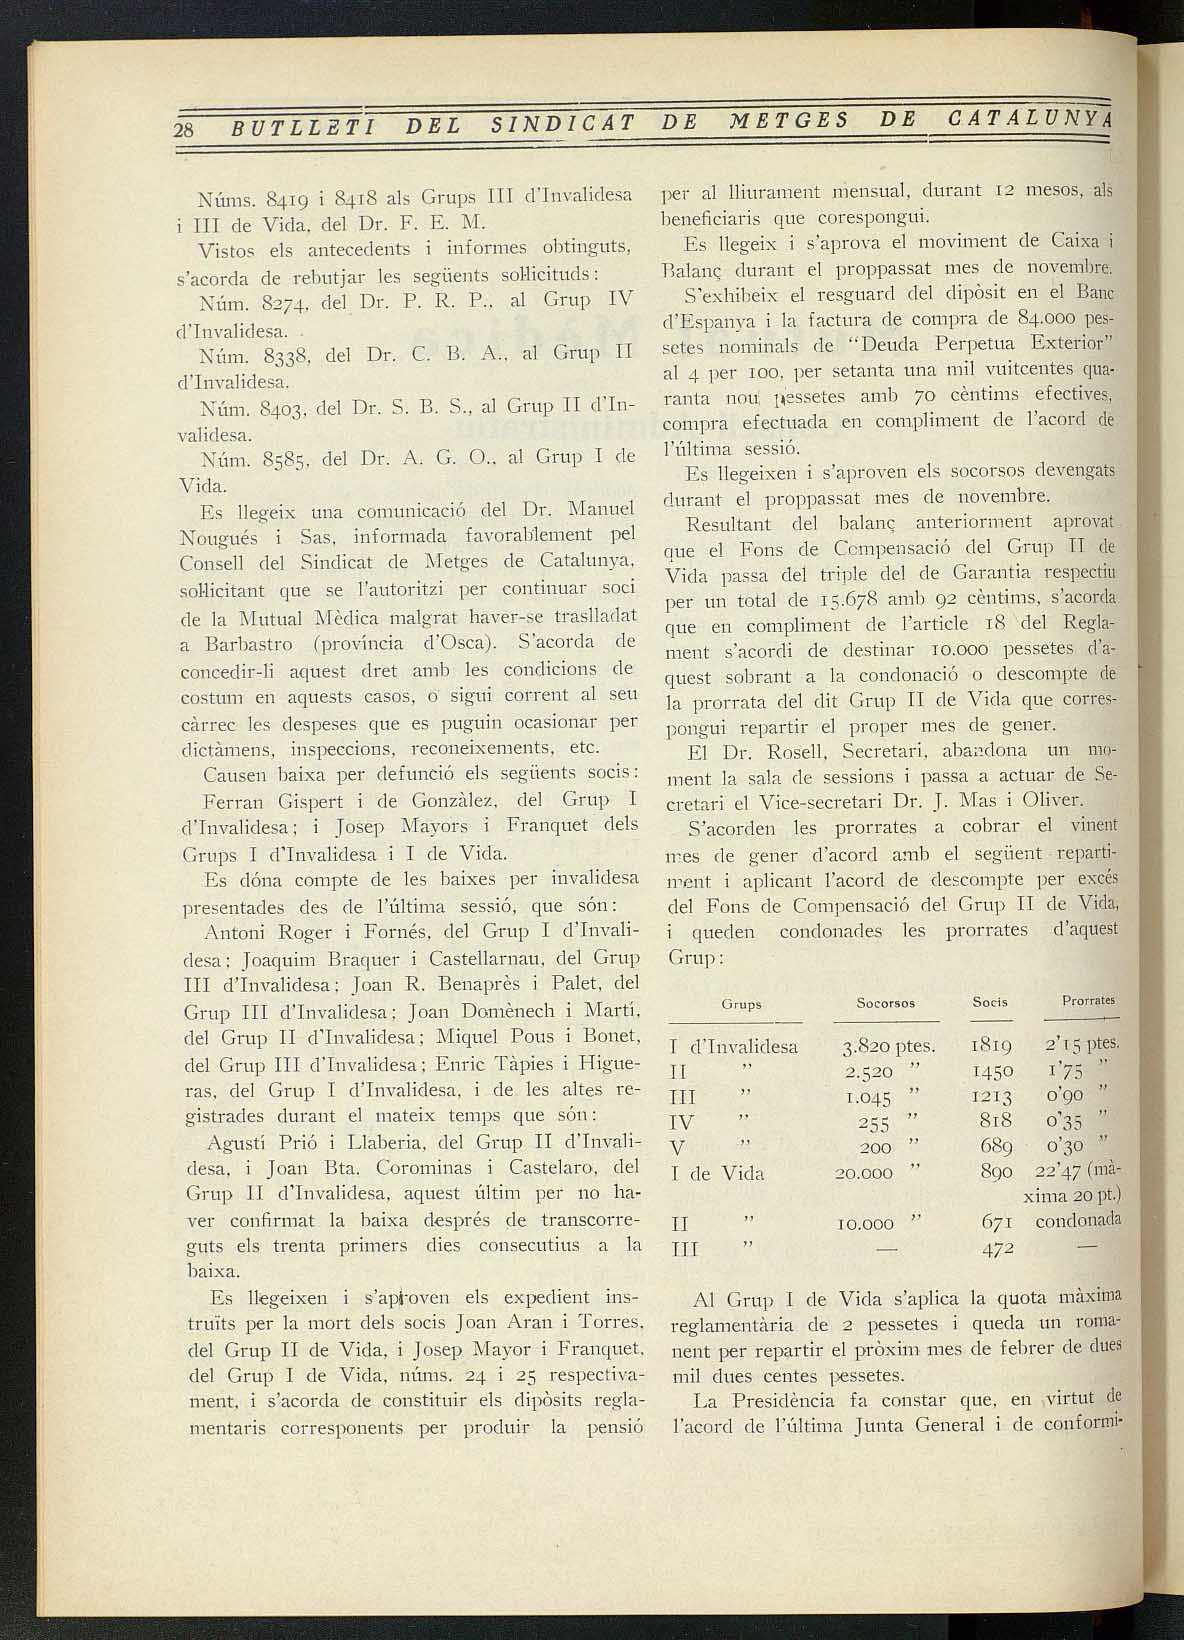 28 BUTLLETÍ DEL SINDICAT DE METGES DE CATALUNYA
Núms. 8419 i 8418 als Grups III d'Invalidesa
i III de Vida, del Dr. F. E. M.
Vistos els antecedents i informes obtinguts,
s'acorda de rebutjar les següents soŀlicituds:
Núm. 8274, del Dr. P. R. P., al Grup IV
d'Invalidesa.
Núm. 8338, del Dr. C. B. A., al Grup II
d'Invalidesa.
Núm. 8403, del Dr. S. B. S., al Grup II d'In-
validesa.
Núm. 8585, del Dr. A. G. O., al Grup I de
Vida.
Es llegeix una comunicació del Dr. Manuel
Nougués i Sas, informada favorablement pel
Consell del Sindicat de Metges de Catalunya,
soŀlicitant que se l'autoritzi per continuar soci
de la Mutual Mèdica malgrat haver-se traslladat
a Barbastro (província d'Osca). S'acorda de
concedir-li aquest dret amb les condicions de
costum en aquests casos, o sigui corrent al seu
càrrec les despeses que es puguin ocasionar per
dictàmens, inspeccions, reconeixements, etc.
Causen baixa per defunció els següents socis:
Ferran Gispert i de Gonzàlez, del Grup I
d'Invalidesa; i Josep Mayors i Franquet dels
Grups I d'Invalidesa i I de Vida.
Es dóna compte de les baixes per invalidesa
presentades des de l'última sessió, que són:
Antoni Roger i Fornés, del Grup I d'Invali-
desa; Joaquim Braquer i Castellarnau, del Grup
III d'Invalidesa; Joan R. Benaprès i Palet, del
Grup III d'Invalidesa; Joan Domènech i Martí,
del Grup II d'Invalidesa; Miquel Pous i Bonet,
del Grup III d'Invalidesa; Enric Tàpies i Higue-
ras, del Grup I d'Invalidesa, i de les altes re-
gistrades durant el mateix temps que són:
Agustí Prió i Llaberia, del Grup II d'Invali-
desa, i Joan Bta. Corominas i Castelaro, del
Grup II d'Invalidesa, aquest últim per no ha-
ver confirmat la baixa després de transcorre-
guts els trenta primers dies consecutius a la
baixa.
Es llegeixen i s'aproven els expedient ins-
truïts per la mort dels socis Joan Aran i Torres,
del Grup II de Vida, i Josep Mayor i Franquet,
del Grup I de Vida, núms. 24 i 25 respectiva-
ment, i s'acorda de constituir els dipòsits regla-
mentaris corresponents per produir la pensió
per al lliurament mensual, durant 12 mesos, als
beneficiaris que corespongui.
Es llegeix i s'aprova el moviment de Caixa i
Balanç durant el proppassat mes de novembre.
S'exhibeix el resguard del dipòsit en el Banc
d'Espanya i la factura de compra de 84.000 pes-
setes nominals de "Deuda Perpetua Exterior"
al 4 per 100, per setanta una mil vuitcentes qua-
ranta nou pessetes amb 70 cèntims efectives,
compra efectuada en compliment de l'acord de
l'última sessió.
Es llegeixen i s'aproven els socorsos devengats
durant el proppassat mes de novembre.
Resultant del balanç anteriorment aprovat
que el Fons de Compensació del Grup II de
Vida passa del triple del de Garantia respectiu
per un total de 15.678 amb 92 cèntims, s'acorda
que en compliment de l'article 18 del Regla-
ment s'acordi de destinar 10.000 pessetes d'a-
quest sobrant a la condonació o descompte de
la prorrata del dit Grup II de Vida que corres-
pongui repartir el proper mes de gener.
El Dr. Rosell, Secretari, abandona un mo-
ment la sala de sessions i passa a actuar de Se-
cretari el Vice-secretari Dr. J. Mas i Oliver.
S'acorden les prorrates a cobrar el vinent
mes de gener d'acord amb el següent reparti-
ment i aplicant l'acord de descompte per excés
del Fons de Compensació del Grup II de Vida,
i queden condonades les prorrates d'aquest
Grup:
Grups Socorsos Socis Prorrates
I d'Invalidesa 3.820 ptes. 1819 2'15 ptes.
II " 2.520 " 1450 1'75 "
III " 1.045 " 1213 0'90 "
IV " 255 " 818 0'35 "
V " 200 " 689 0'30 "
I de Vida 20.000 " 890 22'47 (mà-
xima 20 pt.)
II " 10.000 " 671 condonada
III " — 472 —
Al Grup I de Vida s'aplica la quota màxima
reglamentària de 2 pessetes i queda un roma-
nent per repartir el pròxim mes de febrer de dues
mil dues centes pessetes.
La Presidència fa constar que, en virtut de
l'acord de l'última Junta General i de conformi-